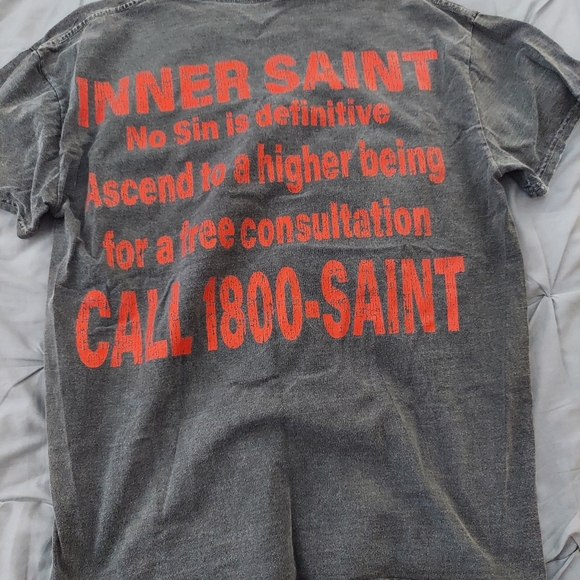 INNER SAINT
No Sin is definitive
Ascend to a higher being
for a free consultation
CALL 1800-SAINT